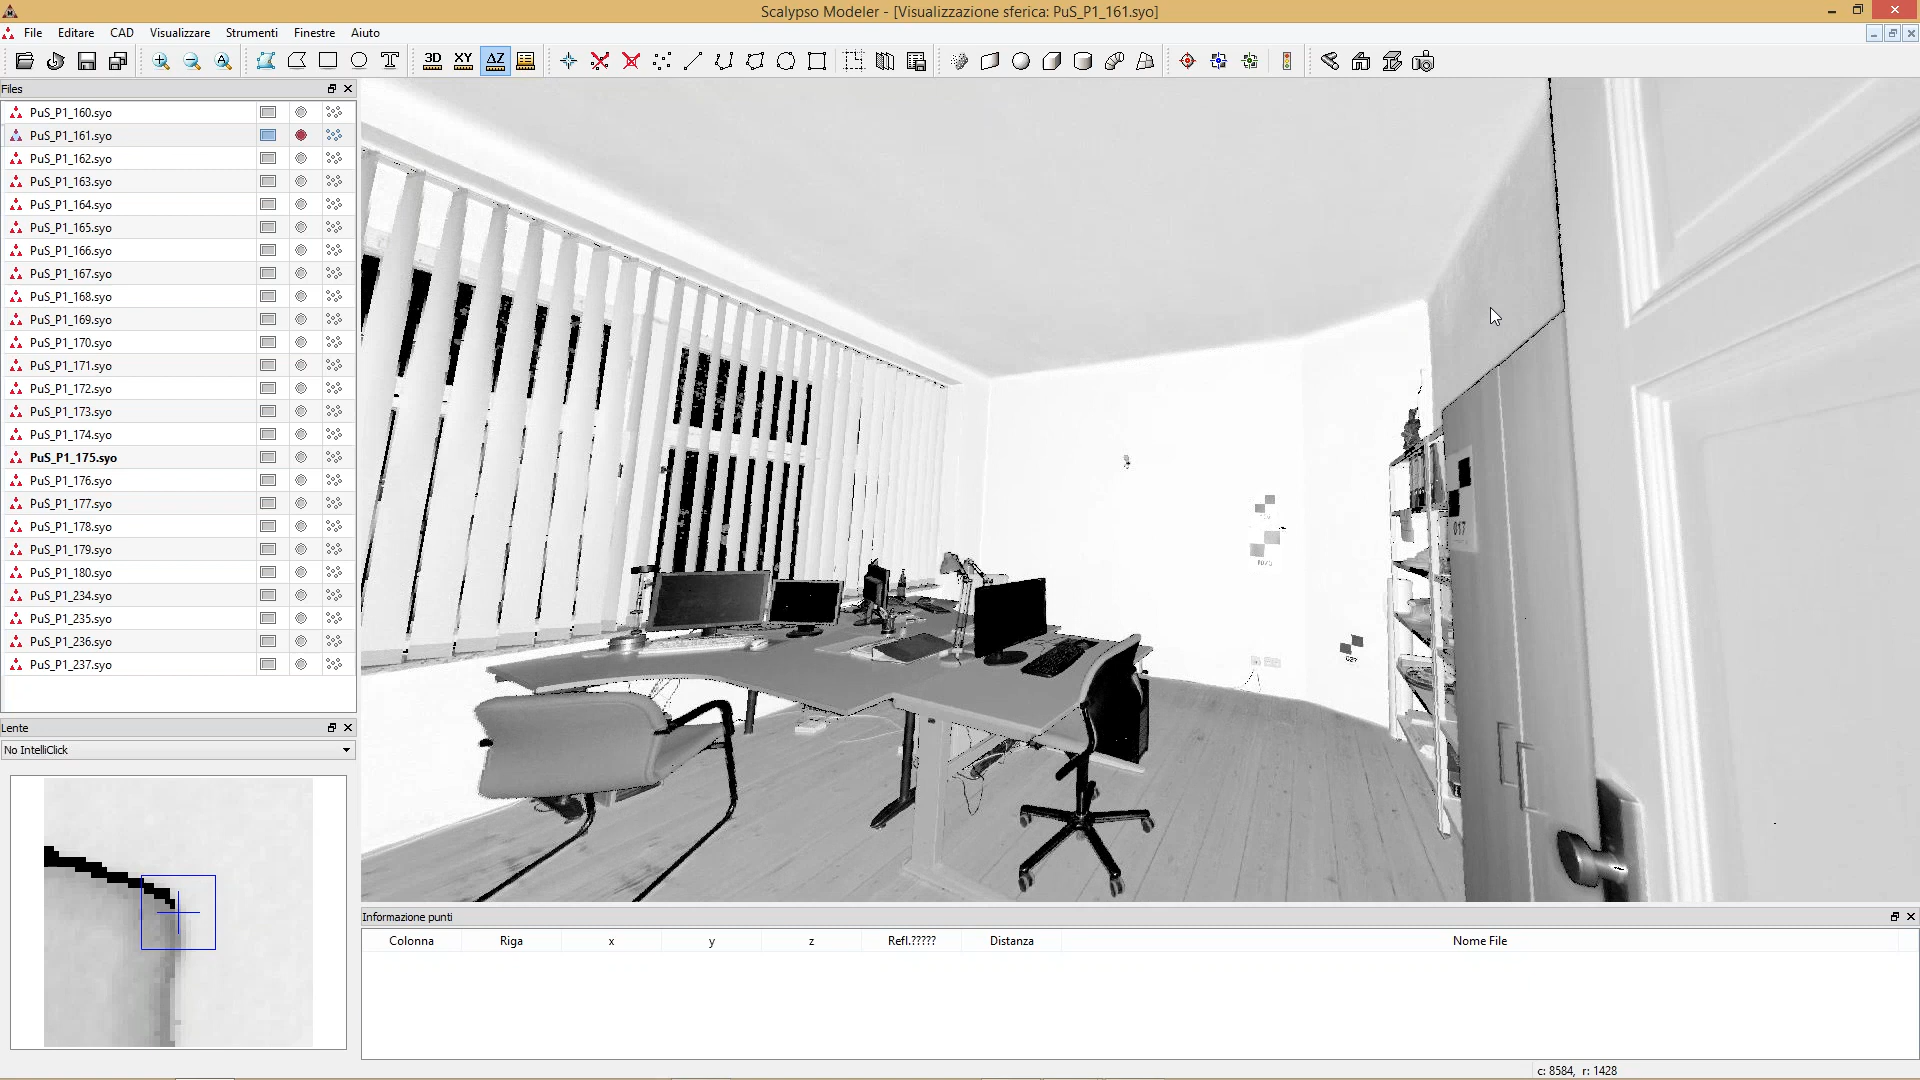 Scalypso Modeler - [Visualizzazione sferica: PuS_P1_161.syo]
File Editare CAD Visualizzare Strumenti Finestre Aiuto
3D XY ΔZ
Files
PuS_P1_160.syo
PuS_P1_161.syo
PuS_P1_162.syo
PuS_P1_163.syo
PuS_P1_164.syo
PuS_P1_165.syo
PuS_P1_166.syo
PuS_P1_167.syo
PuS_P1_168.syo
PuS_P1_169.syo
PuS_P1_170.syo
PuS_P1_171.syo
PuS_P1_172.syo
PuS_P1_173.syo
PuS_P1_174.syo
PuS_P1_175.syo
PuS_P1_176.syo
PuS_P1_177.syo
PuS_P1_178.syo
PuS_P1_179.syo
PuS_P1_180.syo
PuS_P1_234.syo
PuS_P1_235.syo
PuS_P1_236.syo
PuS_P1_237.syo
Lente
No IntelliClick
017
027
Informazione punti
Colonna Riga x y z Refl.????? Distanza Nome File
c: 8584, r: 1428